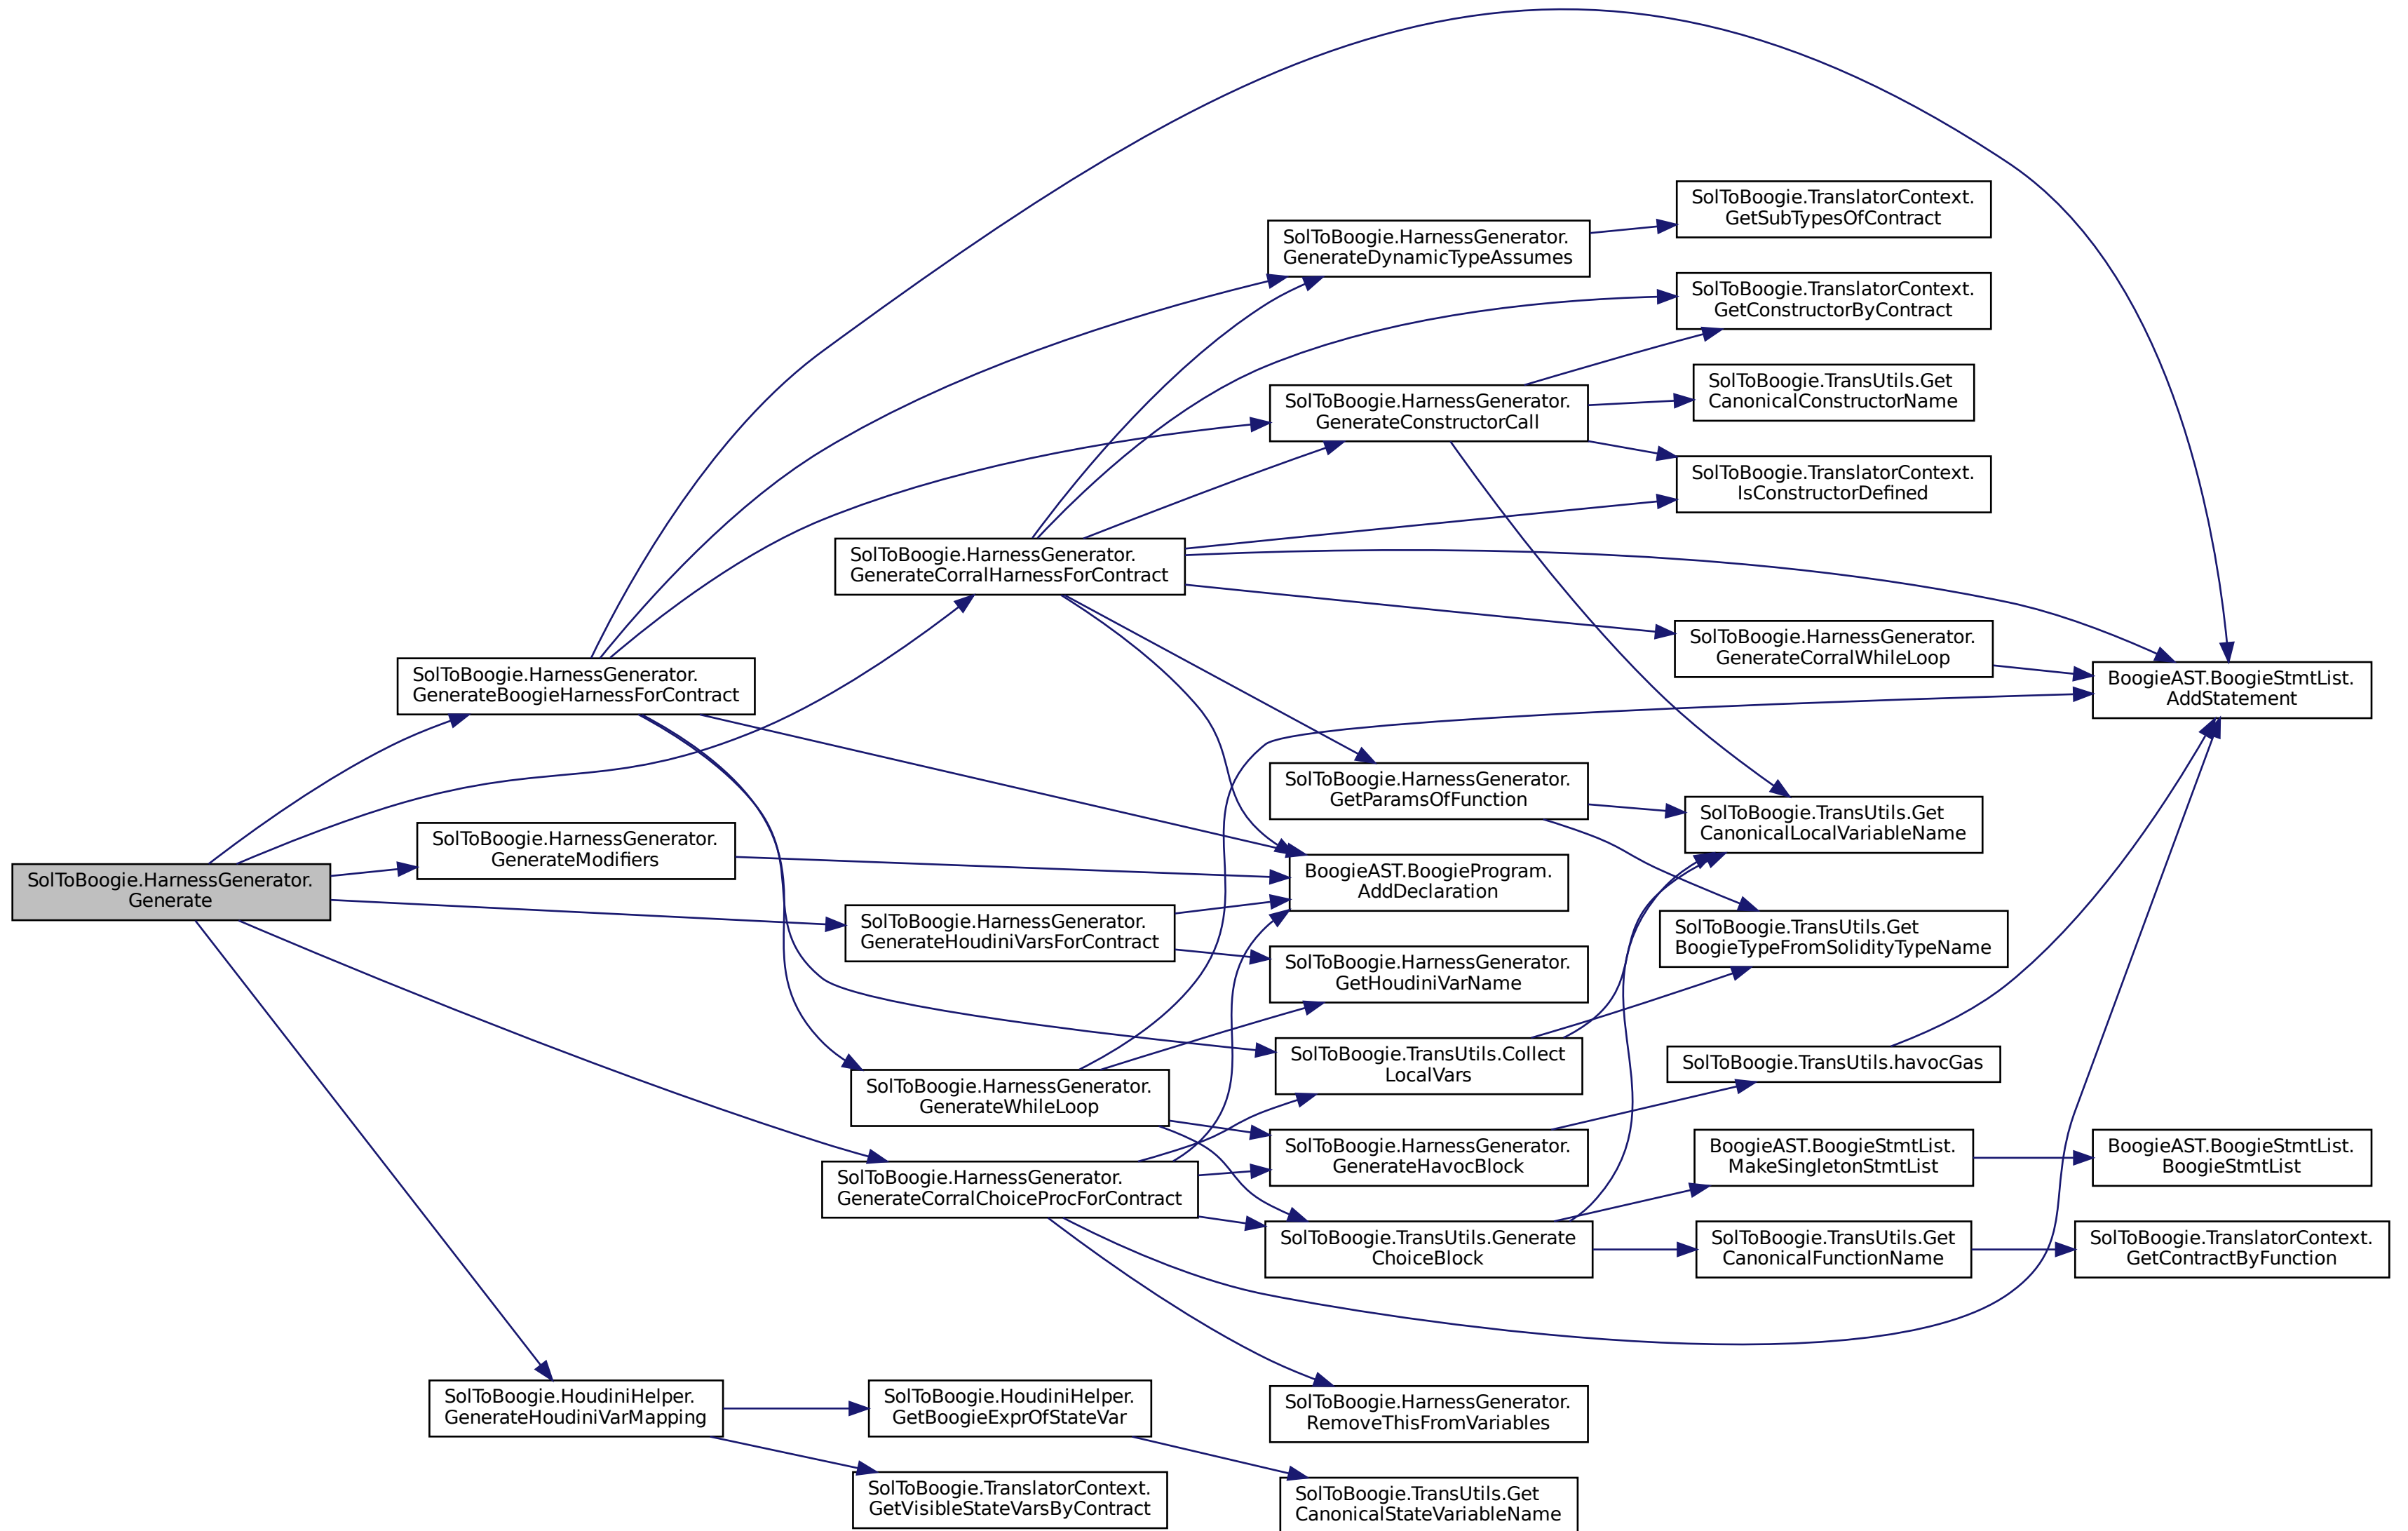 SolToBoogie.TranslatorContext.
GetSubTypesOfContract
SolToBoogie.HarnessGenerator.
GenerateDynamicTypeAssumes
SolToBoogie.TranslatorContext.
GetConstructorByContract
SolToBoogie.TransUtils.Get
CanonicalConstructorName
SolToBoogie.HarnessGenerator.
GenerateConstructorCall
SolToBoogie.TranslatorContext.
IsConstructorDefined
SolToBoogie.HarnessGenerator.
GenerateCorralHarnessForContract
SolToBoogie.HarnessGenerator.
GenerateCorralWhileLoop
SolToBoogie.HarnessGenerator.
GenerateBoogieHarnessForContract
BoogieAST.BoogieStmtList.
AddStatement
SolToBoogie.HarnessGenerator.
GetParamsOfFunction
SolToBoogie.TransUtils.Get
CanonicalLocalVariableName
SolToBoogie.HarnessGenerator.
GenerateModifiers
BoogieAST.BoogieProgram.
AddDeclaration
SolToBoogie.HarnessGenerator.
Generate
SolToBoogie.HarnessGenerator.
GenerateHoudiniVarsForContract
SolToBoogie.TransUtils.Get
BoogieTypeFromSolidityTypeName
SolToBoogie.HarnessGenerator.
GetHoudiniVarName
SolToBoogie.TransUtils.Collect
LocalVars
SolToBoogie.TransUtils.havocGas
SolToBoogie.HarnessGenerator.
GenerateWhileLoop
SolToBoogie.HarnessGenerator.
GenerateHavocBlock
BoogieAST.BoogieStmtList.
MakeSingletonStmtList
BoogieAST.BoogieStmtList.
BoogieStmtList
SolToBoogie.HarnessGenerator.
GenerateCorralChoiceProcForContract
SolToBoogie.TransUtils.Generate
ChoiceBlock
SolToBoogie.TransUtils.Get
CanonicalFunctionName
SolToBoogie.TranslatorContext.
GetContractByFunction
SolToBoogie.HoudiniHelper.
GenerateHoudiniVarMapping
SolToBoogie.HoudiniHelper.
GetBoogieExprOfStateVar
SolToBoogie.HarnessGenerator.
RemoveThisFromVariables
SolToBoogie.TranslatorContext.
GetVisibleStateVarsByContract
SolToBoogie.TransUtils.Get
CanonicalStateVariableName